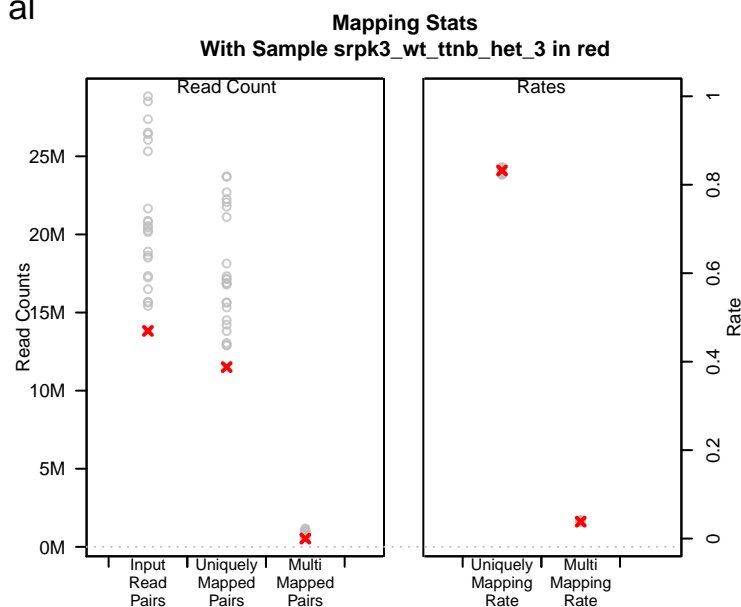 al
Mapping Stats
With Sample srpk3_wt_ttnb_het_3 in red
Read Count
Rates
25M
20M
15M
10M
5M
0M
Read Counts
1
0.8
0.6
0.4
0.2
0
Rate
Input
Read
Pairs
Uniquely
Mapped
Pairs
Multi
Mapped
Pairs
Uniquely
Mapping
Rate
Multi
Mapping
Rate